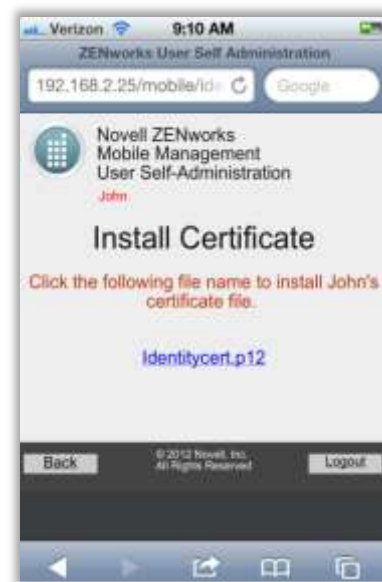 Verizon 9:10 AM
ZENworks User Self Administration
192.168.2.25/mobile/ide Google
Novell ZENworks
Mobile Management
User Self-Administration
John
Install Certificate
Click the following file name to install John's
certificate file.
Identitycert.p12
Back
© 2012 Novell, Inc.
All Rights Reserved
Logout